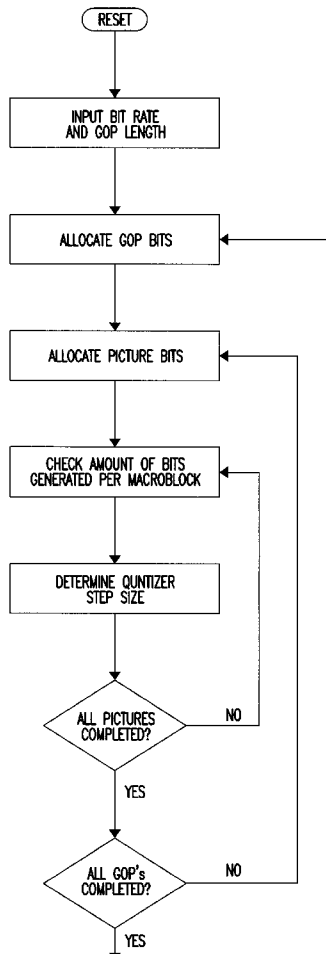 RESET
INPUT BIT RATE
AND GOP LENGTH
ALLOCATE GOP BITS
ALLOCATE PICTURE BITS
CHECK AMOUNT OF BITS
GENERATED PER MACROBLOCK
DETERMINE QUNTIZER
STEP SIZE
ALL PICTURES
COMPLETED?
NO
YES
ALL GOP's
COMPLETED?
NO
YES